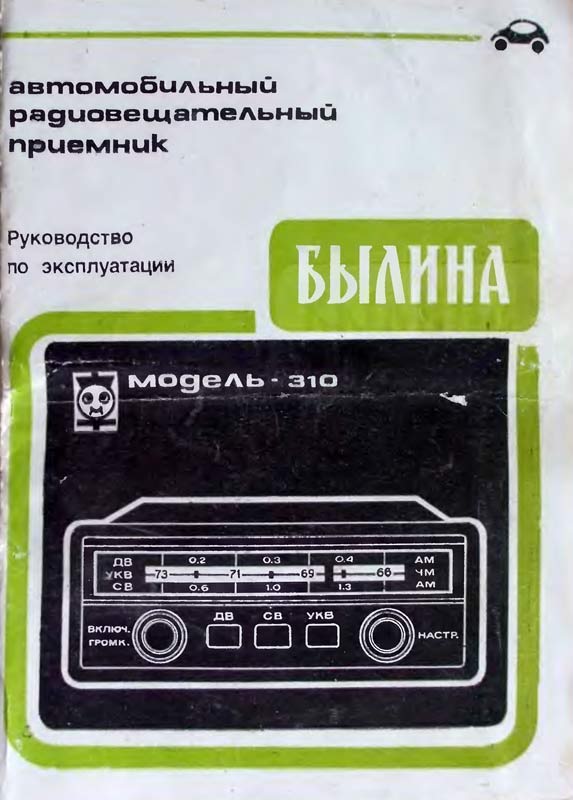 автомобильный
радиовещательный
приемник
Руководство
по эксплуатации
БЫЛИНА
модель - 310
ДВ 0.2 0.3 0.4 АМ
УКВ 73 71 69 66 ЧМ
СВ 0.6 1.0 1.3 АМ
ДВ СВ УКВ
ВКЛЮЧ.
ГРОМК.
НАСТР.